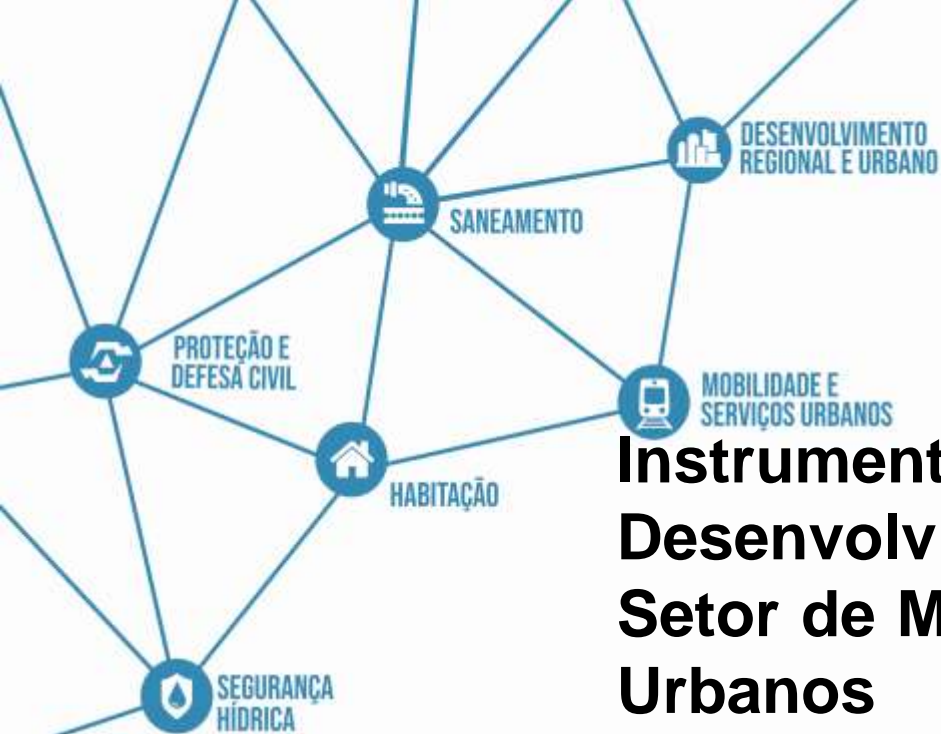 DESENVOLVIMENTO
REGIONAL E URBANO
SANEAMENTO
PROTEÇÃO E
DEFESA CIVIL
MOBILIDADE E
SERVIÇOS URBANOS
HABITAÇÃO
SEGURANÇA
HÍDRICA
Instrument
Desenvolv
Setor de M
Urbanos